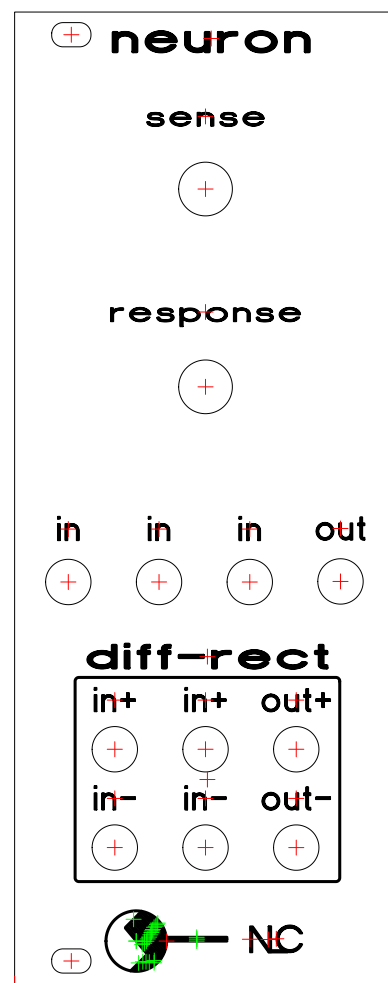 neuron
sense
response
in in in out
diff-rect
in+ in+ out+
in- in- out-
NLC